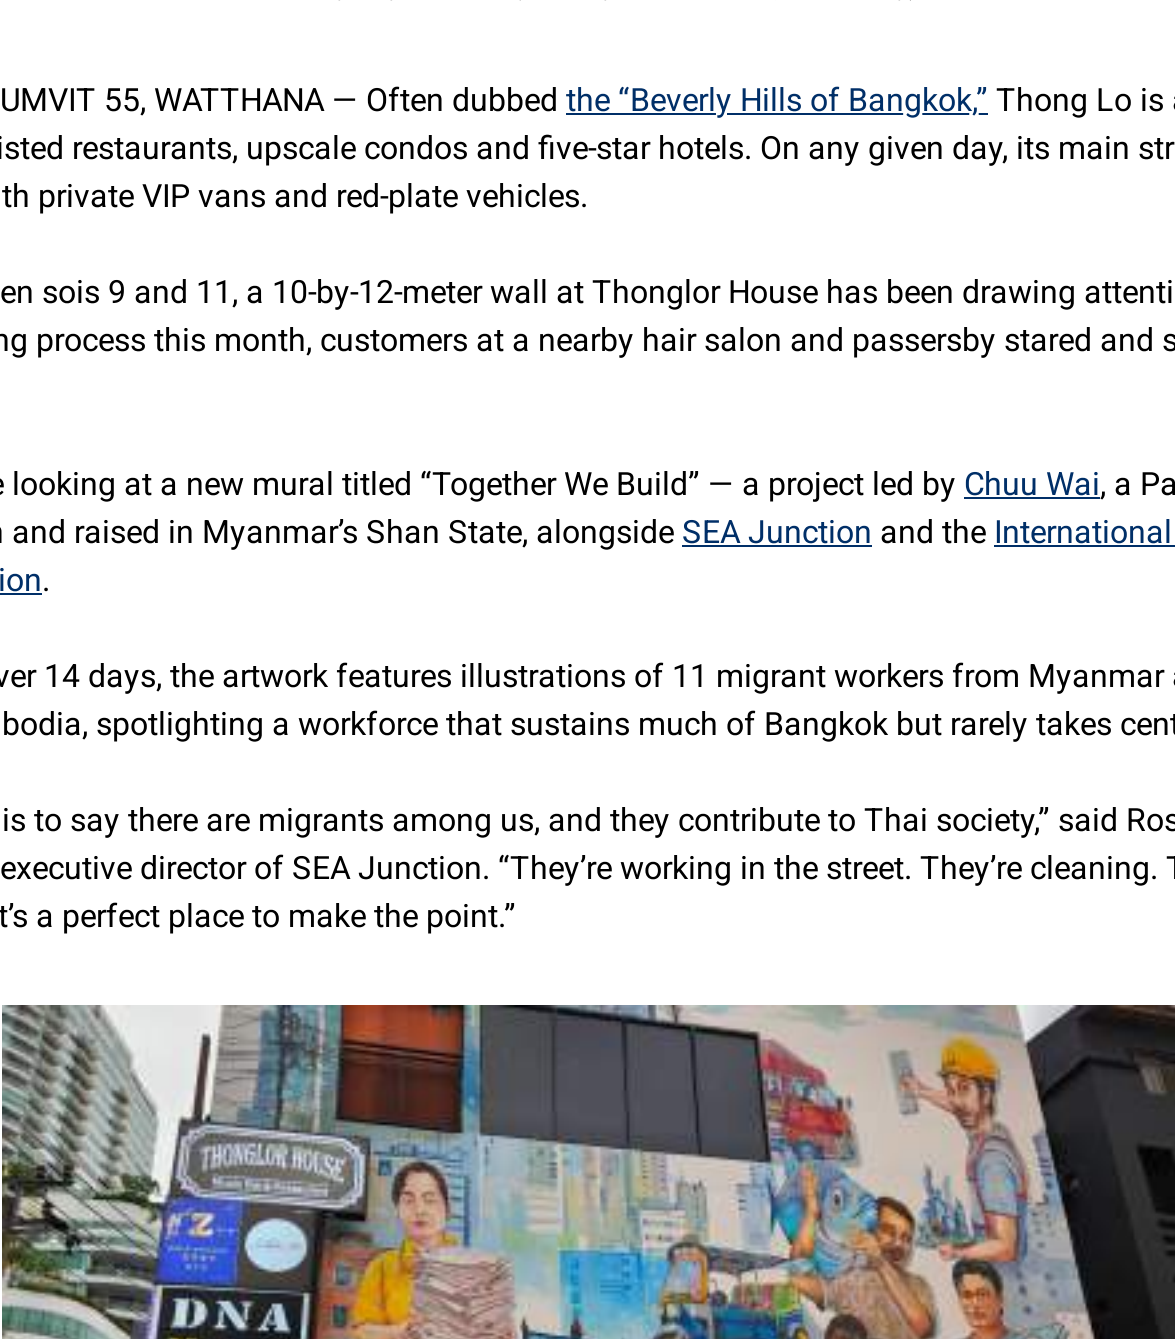 UMVIT 55, WATTHANA — Often dubbed the “Beverly Hills of Bangkok,” Thong Lo is
isted restaurants, upscale condos and five-star hotels. On any given day, its main str
th private VIP vans and red-plate vehicles.
en sois 9 and 11, a 10-by-12-meter wall at Thonglor House has been drawing attenti
ng process this month, customers at a nearby hair salon and passersby stared and s
e looking at a new mural titled “Together We Build” — a project led by Chuu Wai, a Pa
n and raised in Myanmar’s Shan State, alongside SEA Junction and the International
ion.
ver 14 days, the artwork features illustrations of 11 migrant workers from Myanmar a
bodia, spotlighting a workforce that sustains much of Bangkok but rarely takes cent
is to say there are migrants among us, and they contribute to Thai society,” said Ros
executive director of SEA Junction. “They’re working in the street. They’re cleaning. T
t’s a perfect place to make the point.”
THONGLOR HOUSE
DNA